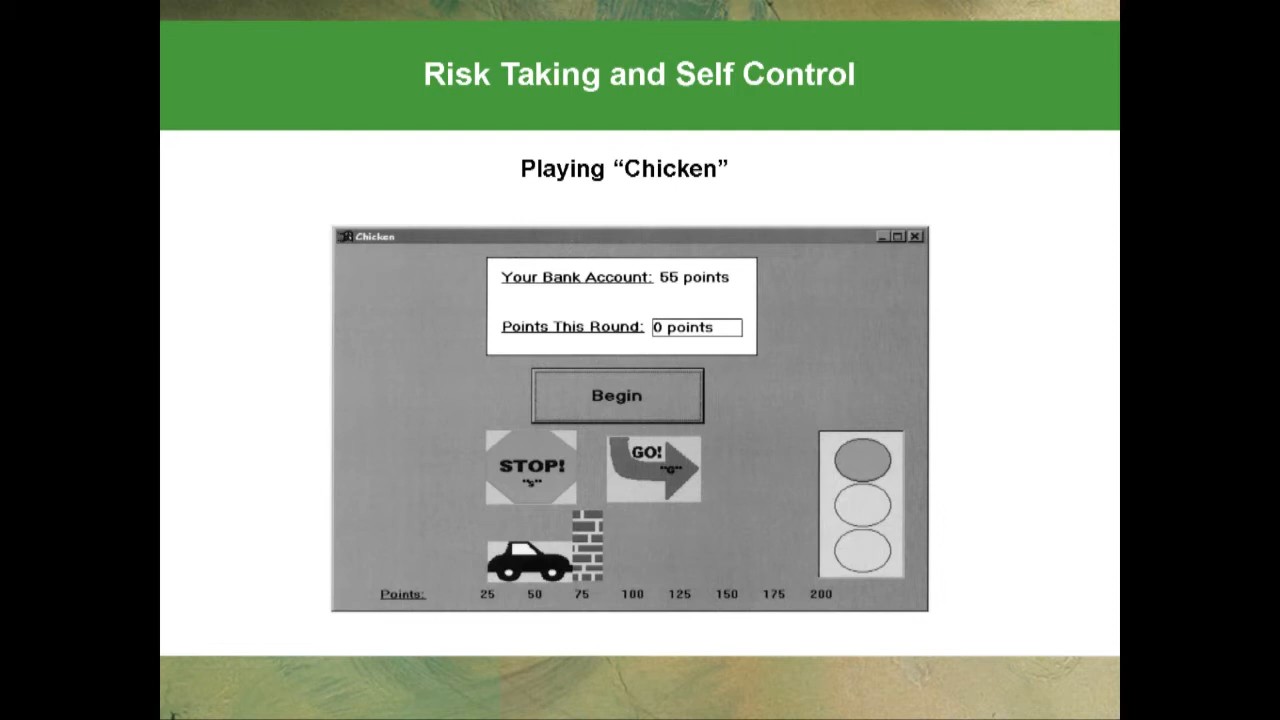 Risk Taking and Self Control
Playing “Chicken”
Chicken
Your Bank Account: 55 points
Points This Round: 0 points
Begin
STOP!
"S"
GO!
"G"
Points: 25 50 75 100 125 150 175 200